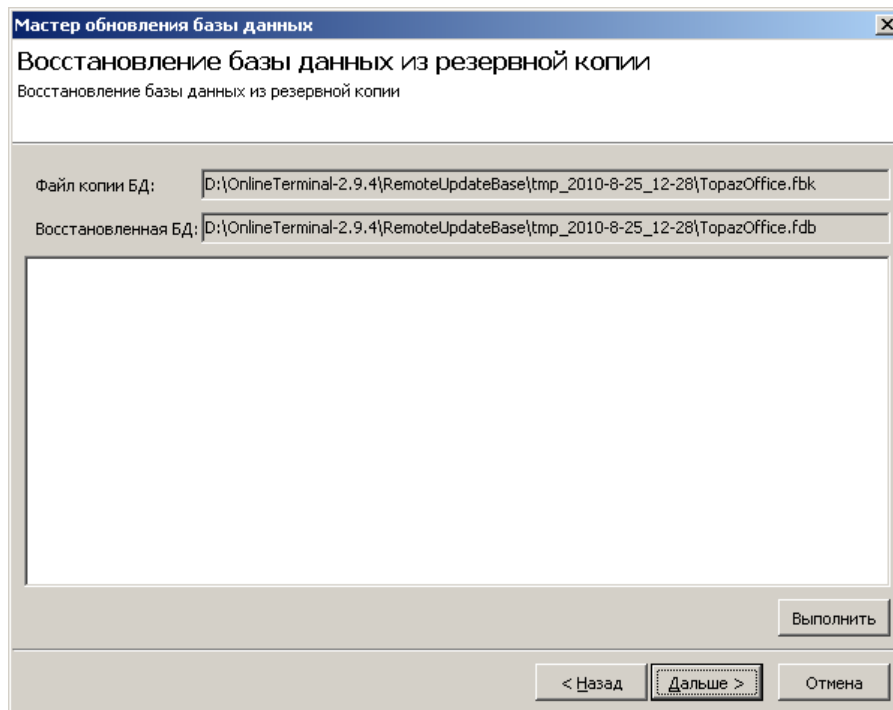 Мастер обновления базы данных
Восстановление базы данных из резервной копии
Восстановление базы данных из резервной копии
Файл копии БД: D:\OnlineTerminal-2.9.4\RemoteUpdateBase\tmp_2010-8-25_12-28\TopazOffice.fbk
Восстановленная БД: D:\OnlineTerminal-2.9.4\RemoteUpdateBase\tmp_2010-8-25_12-28\TopazOffice.fdb
Выполнить
< Назад Дальше > Отмена